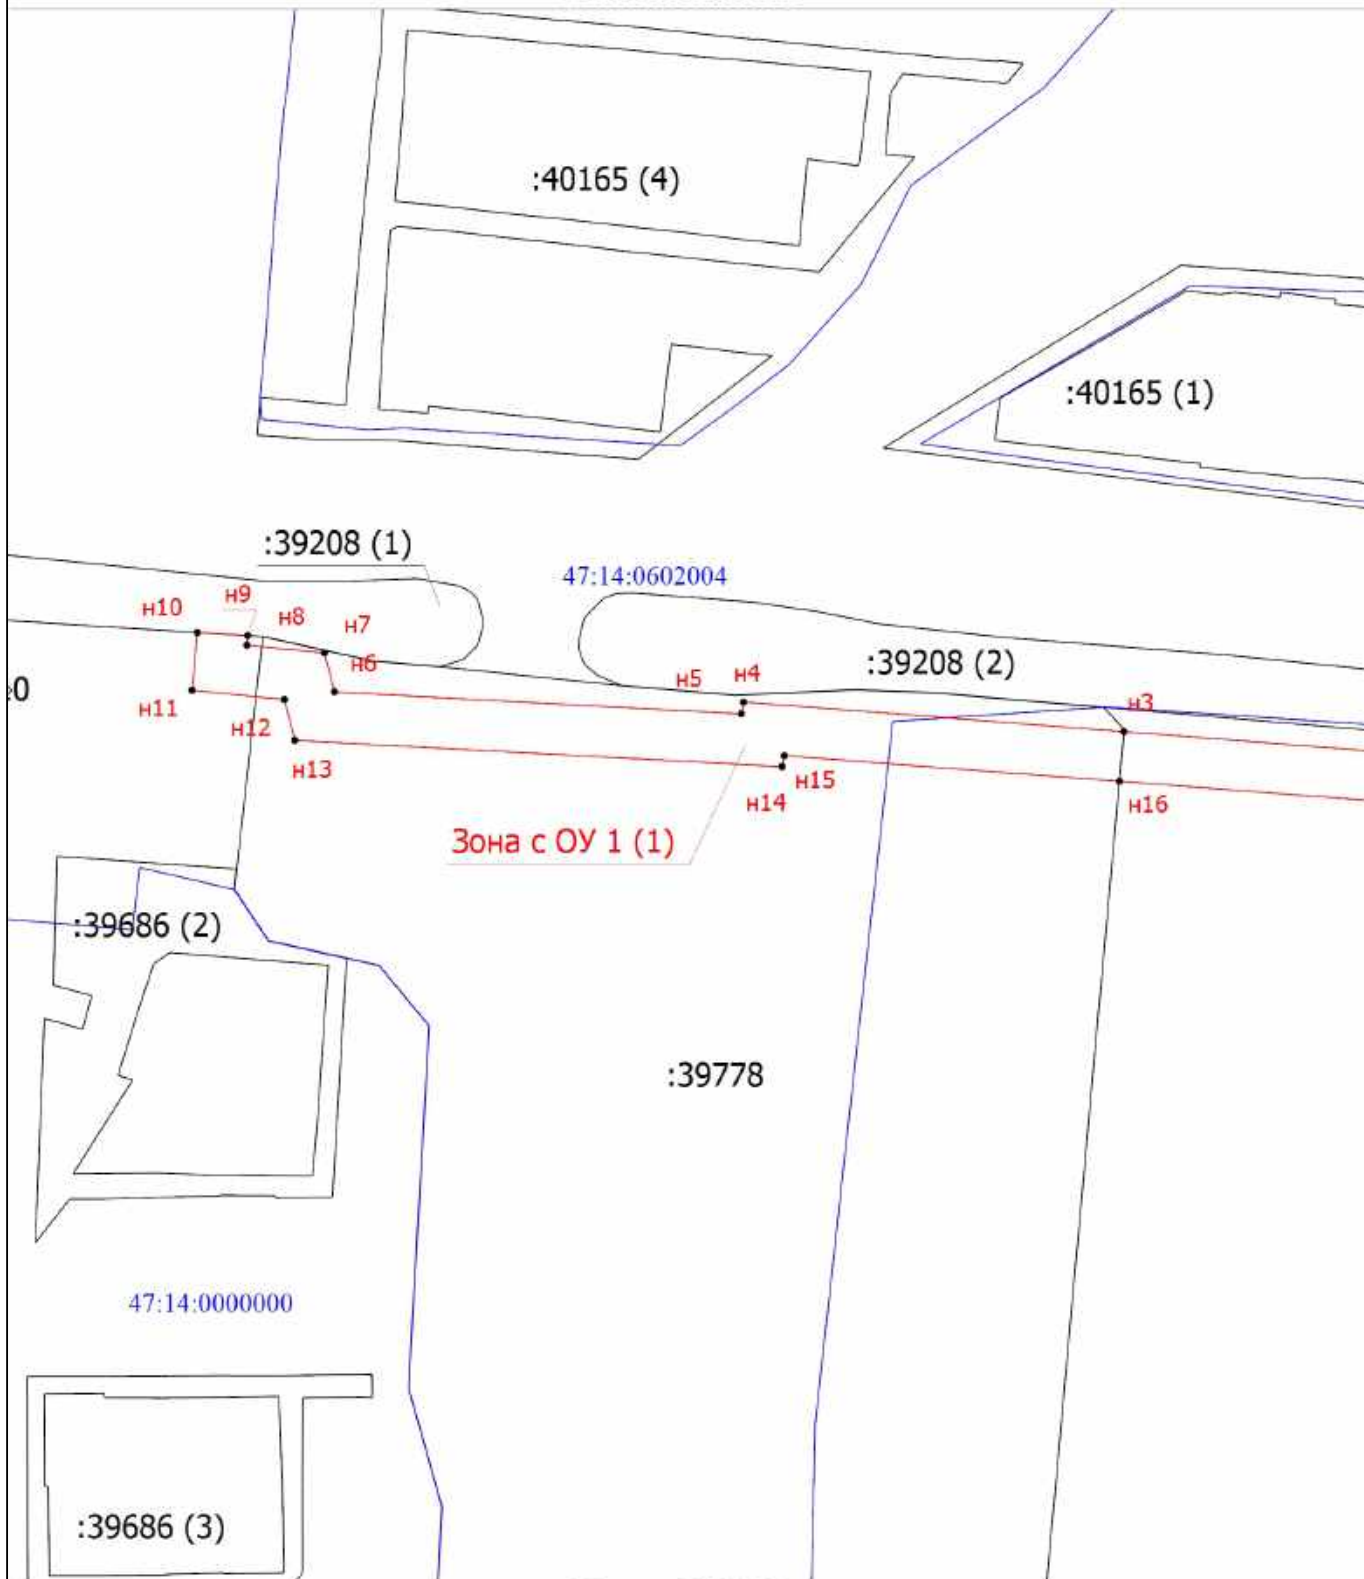 :40165 (4)
:40165 (1)
:39208 (1)
47:14:0602004
н9
н10
н8
н7
н6
:39208 (2)
н5
н4
н3
:0
н11
н12
н13
н15
н14
н16
Зона с ОУ 1 (1)
:39686 (2)
:39778
47:14:0000000
:39686 (3)